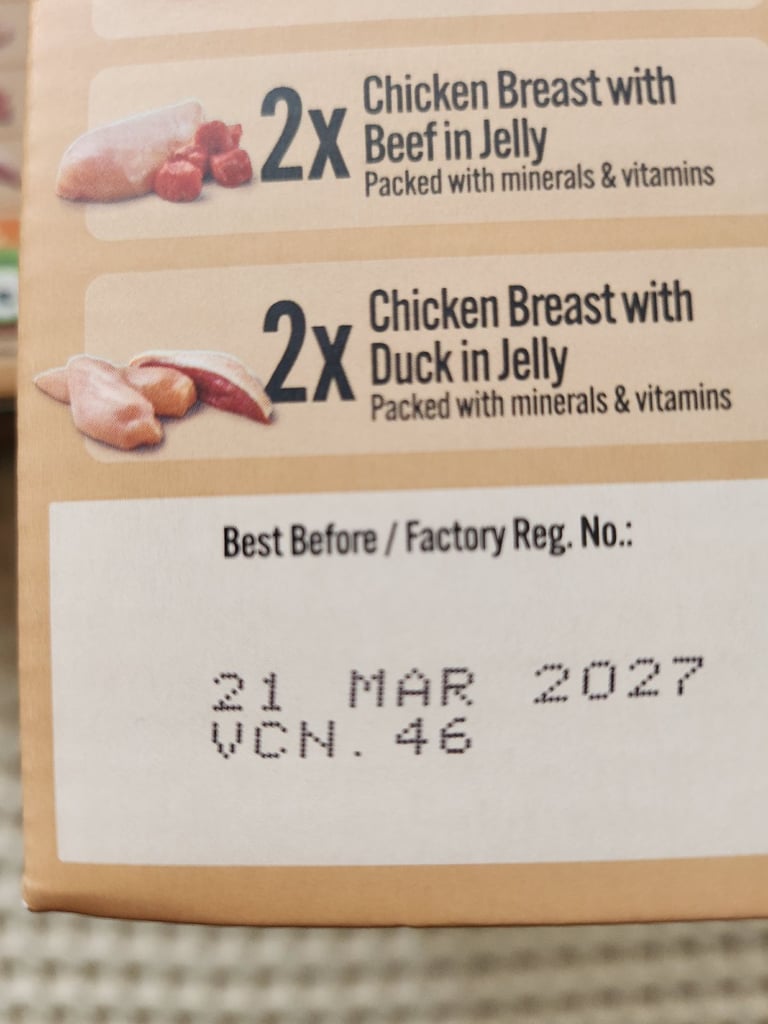 2x
Chicken Breast with
Beef in Jelly
Packed with minerals & vitamins
2x
Chicken Breast with
Duck in Jelly
Packed with minerals & vitamins
Best Before / Factory Reg. No.:
21 MAR 2027
VCN. 46